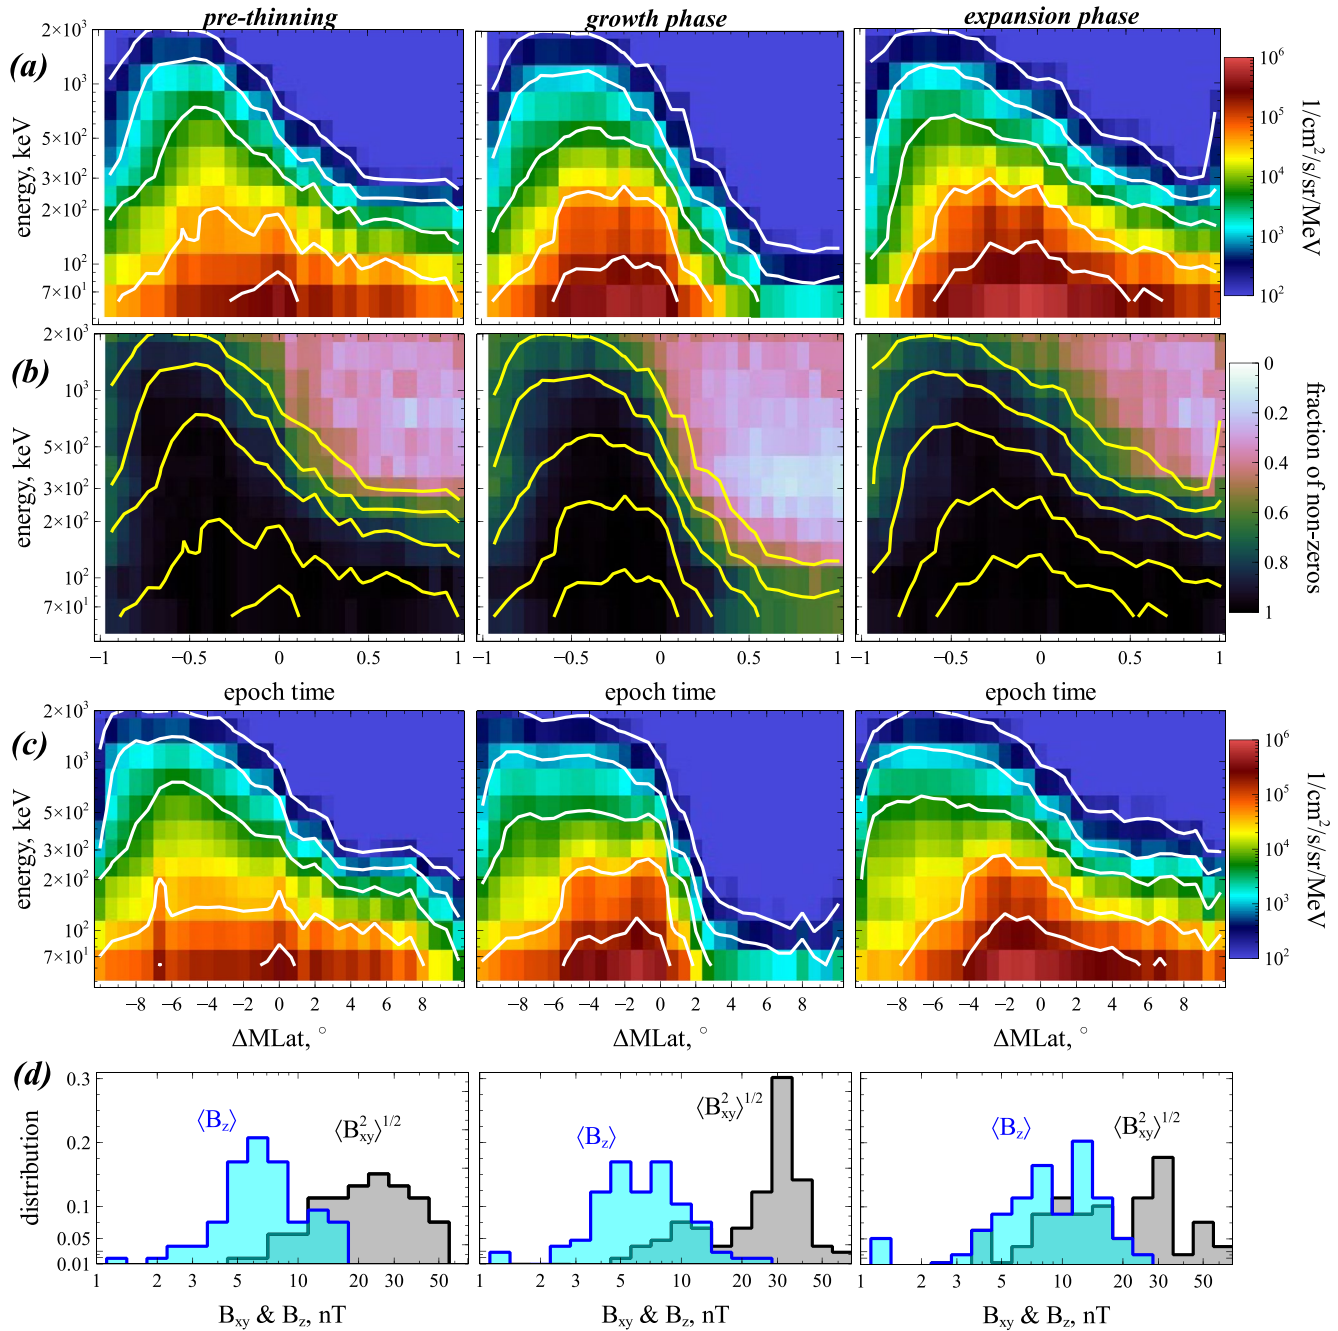 pre-thinning growth phase expansion phase
(a)
energy, keV
2×10³
10³
5×10²
3×10²
2×10²
10²
7×10¹
10⁶
10⁵
10⁴
10³
10²
1/cm²/s/sr/MeV
(b)
energy, keV
2×10³
10³
5×10²
3×10²
2×10²
10²
7×10¹
0
0.2
0.4
0.6
0.8
1
fraction of non-zeros
−1 −0.5 0 0.5 1 −1 −0.5 0 0.5 1 −1 −0.5 0 0.5 1
epoch time epoch time epoch time
(c)
energy, keV
2×10³
10³
5×10²
3×10²
2×10²
10²
7×10¹
10⁶
10⁵
10⁴
10³
10²
1/cm²/s/sr/MeV
−8 −6 −4 −2 0 2 4 6 8 −8 −6 −4 −2 0 2 4 6 8 −8 −6 −4 −2 0 2 4 6 8
ΔMLat, ° ΔMLat, ° ΔMLat, °
(d)
distribution
0.3
0.2
0.1
0.05
0.01
⟨B_z⟩ ⟨B²_xy⟩^1/2 ⟨B_z⟩ ⟨B²_xy⟩^1/2 ⟨B_z⟩ ⟨B²_xy⟩^1/2
1 2 3 5 10 20 30 50 1 2 3 5 10 20 30 50 1 2 3 5 10 20 30 50
B_xy & B_z, nT B_xy & B_z, nT B_xy & B_z, nT